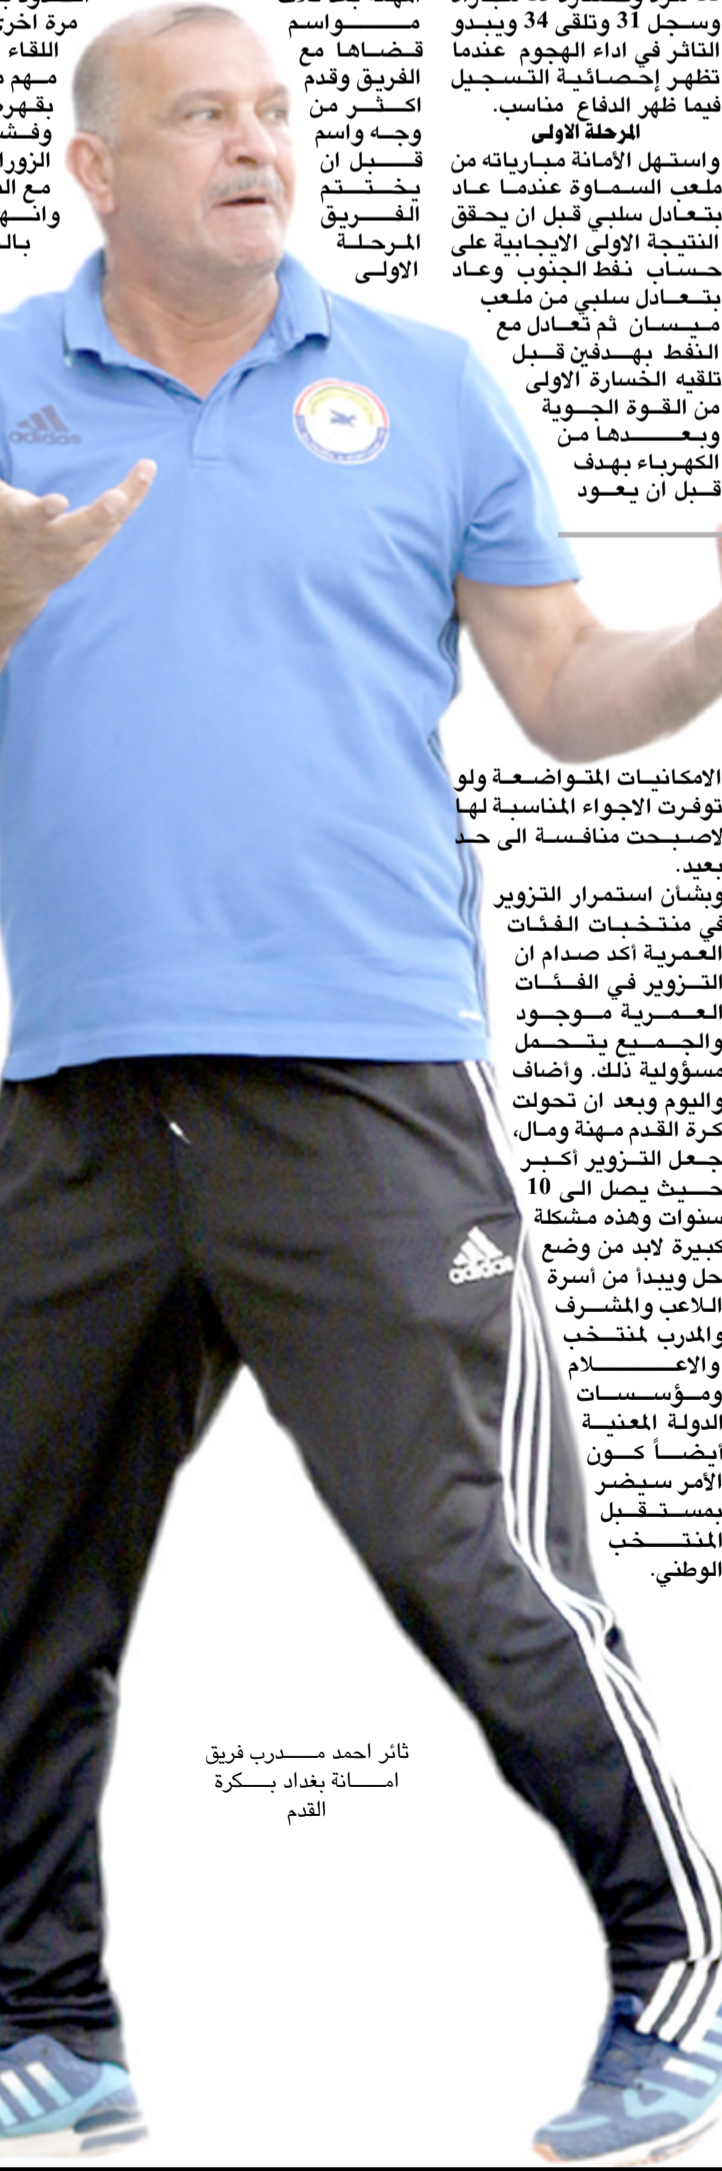 وسجل 31 وتلقى 34 ويبدو
التاثر في اداء الهجوم عندما
تظهر إحصائية التسجيل
فيما ظهر الدفاع مناسب.
المرحلة الاولى
واستهل الأمانة مبارياته من
ملعب السماوة عندما عاد
بتعادل سلبي قبل ان يحقق
النتيجة الاولى الايجابية على
حساب نفط الجنوب وعاد
بتعادل سلبي من ملعب
ميسان ثم تعادل مع
النفط بهدفين قبل
تلقيه الخسارة الاولى
من القوة الجوية
وبعدها من
الكهرباء بهدف
قبل ان يعود
مواسم
قضاها مع
الفريق وقدم
اكثر من
وجه واسم
قبل ان
يختتم
الفريق
المرحلة
الاولى
مرة اخرى
اللقاء
مهم
الزورا
مع
adidas
الامكانيات المتواضعة ولو
توفرت الاجواء المناسبة لها
لاصبحت منافسة الى حد
بعيد.
وبشأن استمرار التزوير
في منتخبات الفئات
العمرية أكد صدام ان
التزوير في الفئات
العمرية موجود
والجميع يتحمل
مسؤولية ذلك. وأضاف
واليوم وبعد ان تحولت
كرة القدم مهنة ومال،
جعل التزوير أكبر
حيث يصل الى 10
سنوات وهذه مشكلة
كبيرة لابد من وضع
حل ويبدأ من أسرة
اللاعب والمشرف
والمدرب لمنتخب
والاعلام
ومؤسسات
الدولة المعنية
أيضاً كون
الأمر سيضر
بمستقبل
المنتخب
الوطني.
adidas
ثائر احمد مدرب فريق
امانة بغداد بكرة
القدم